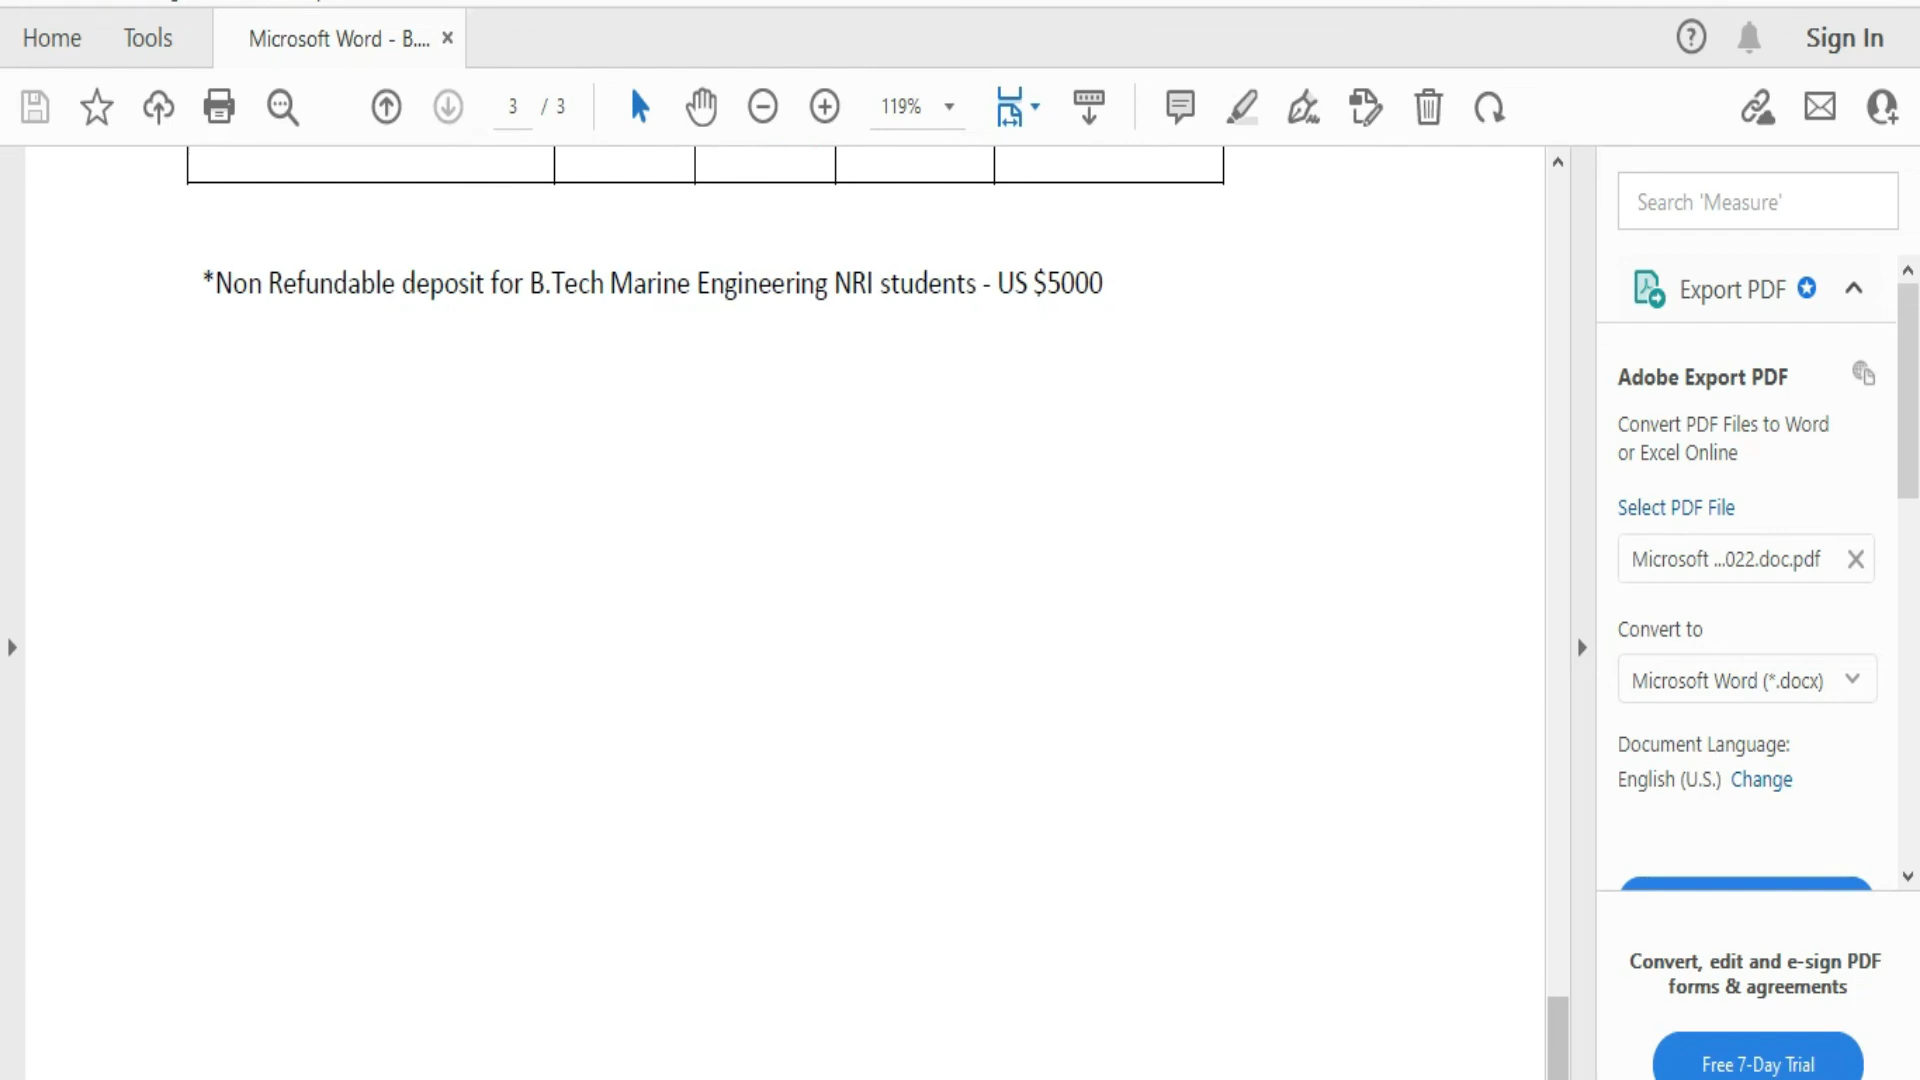 Home Tools Microsoft Word - B.... × Sign In
3 / 3 119%
*Non Refundable deposit for B.Tech Marine Engineering NRI students - US $5000
Search 'Measure'
Export PDF
Adobe Export PDF
Convert PDF Files to Word
or Excel Online
Select PDF File
Microsoft ...022.doc.pdf
Convert to
Microsoft Word (*.docx)
Document Language:
English (U.S.) Change
Convert, edit and e-sign PDF
forms & agreements
Free 7-Day Trial